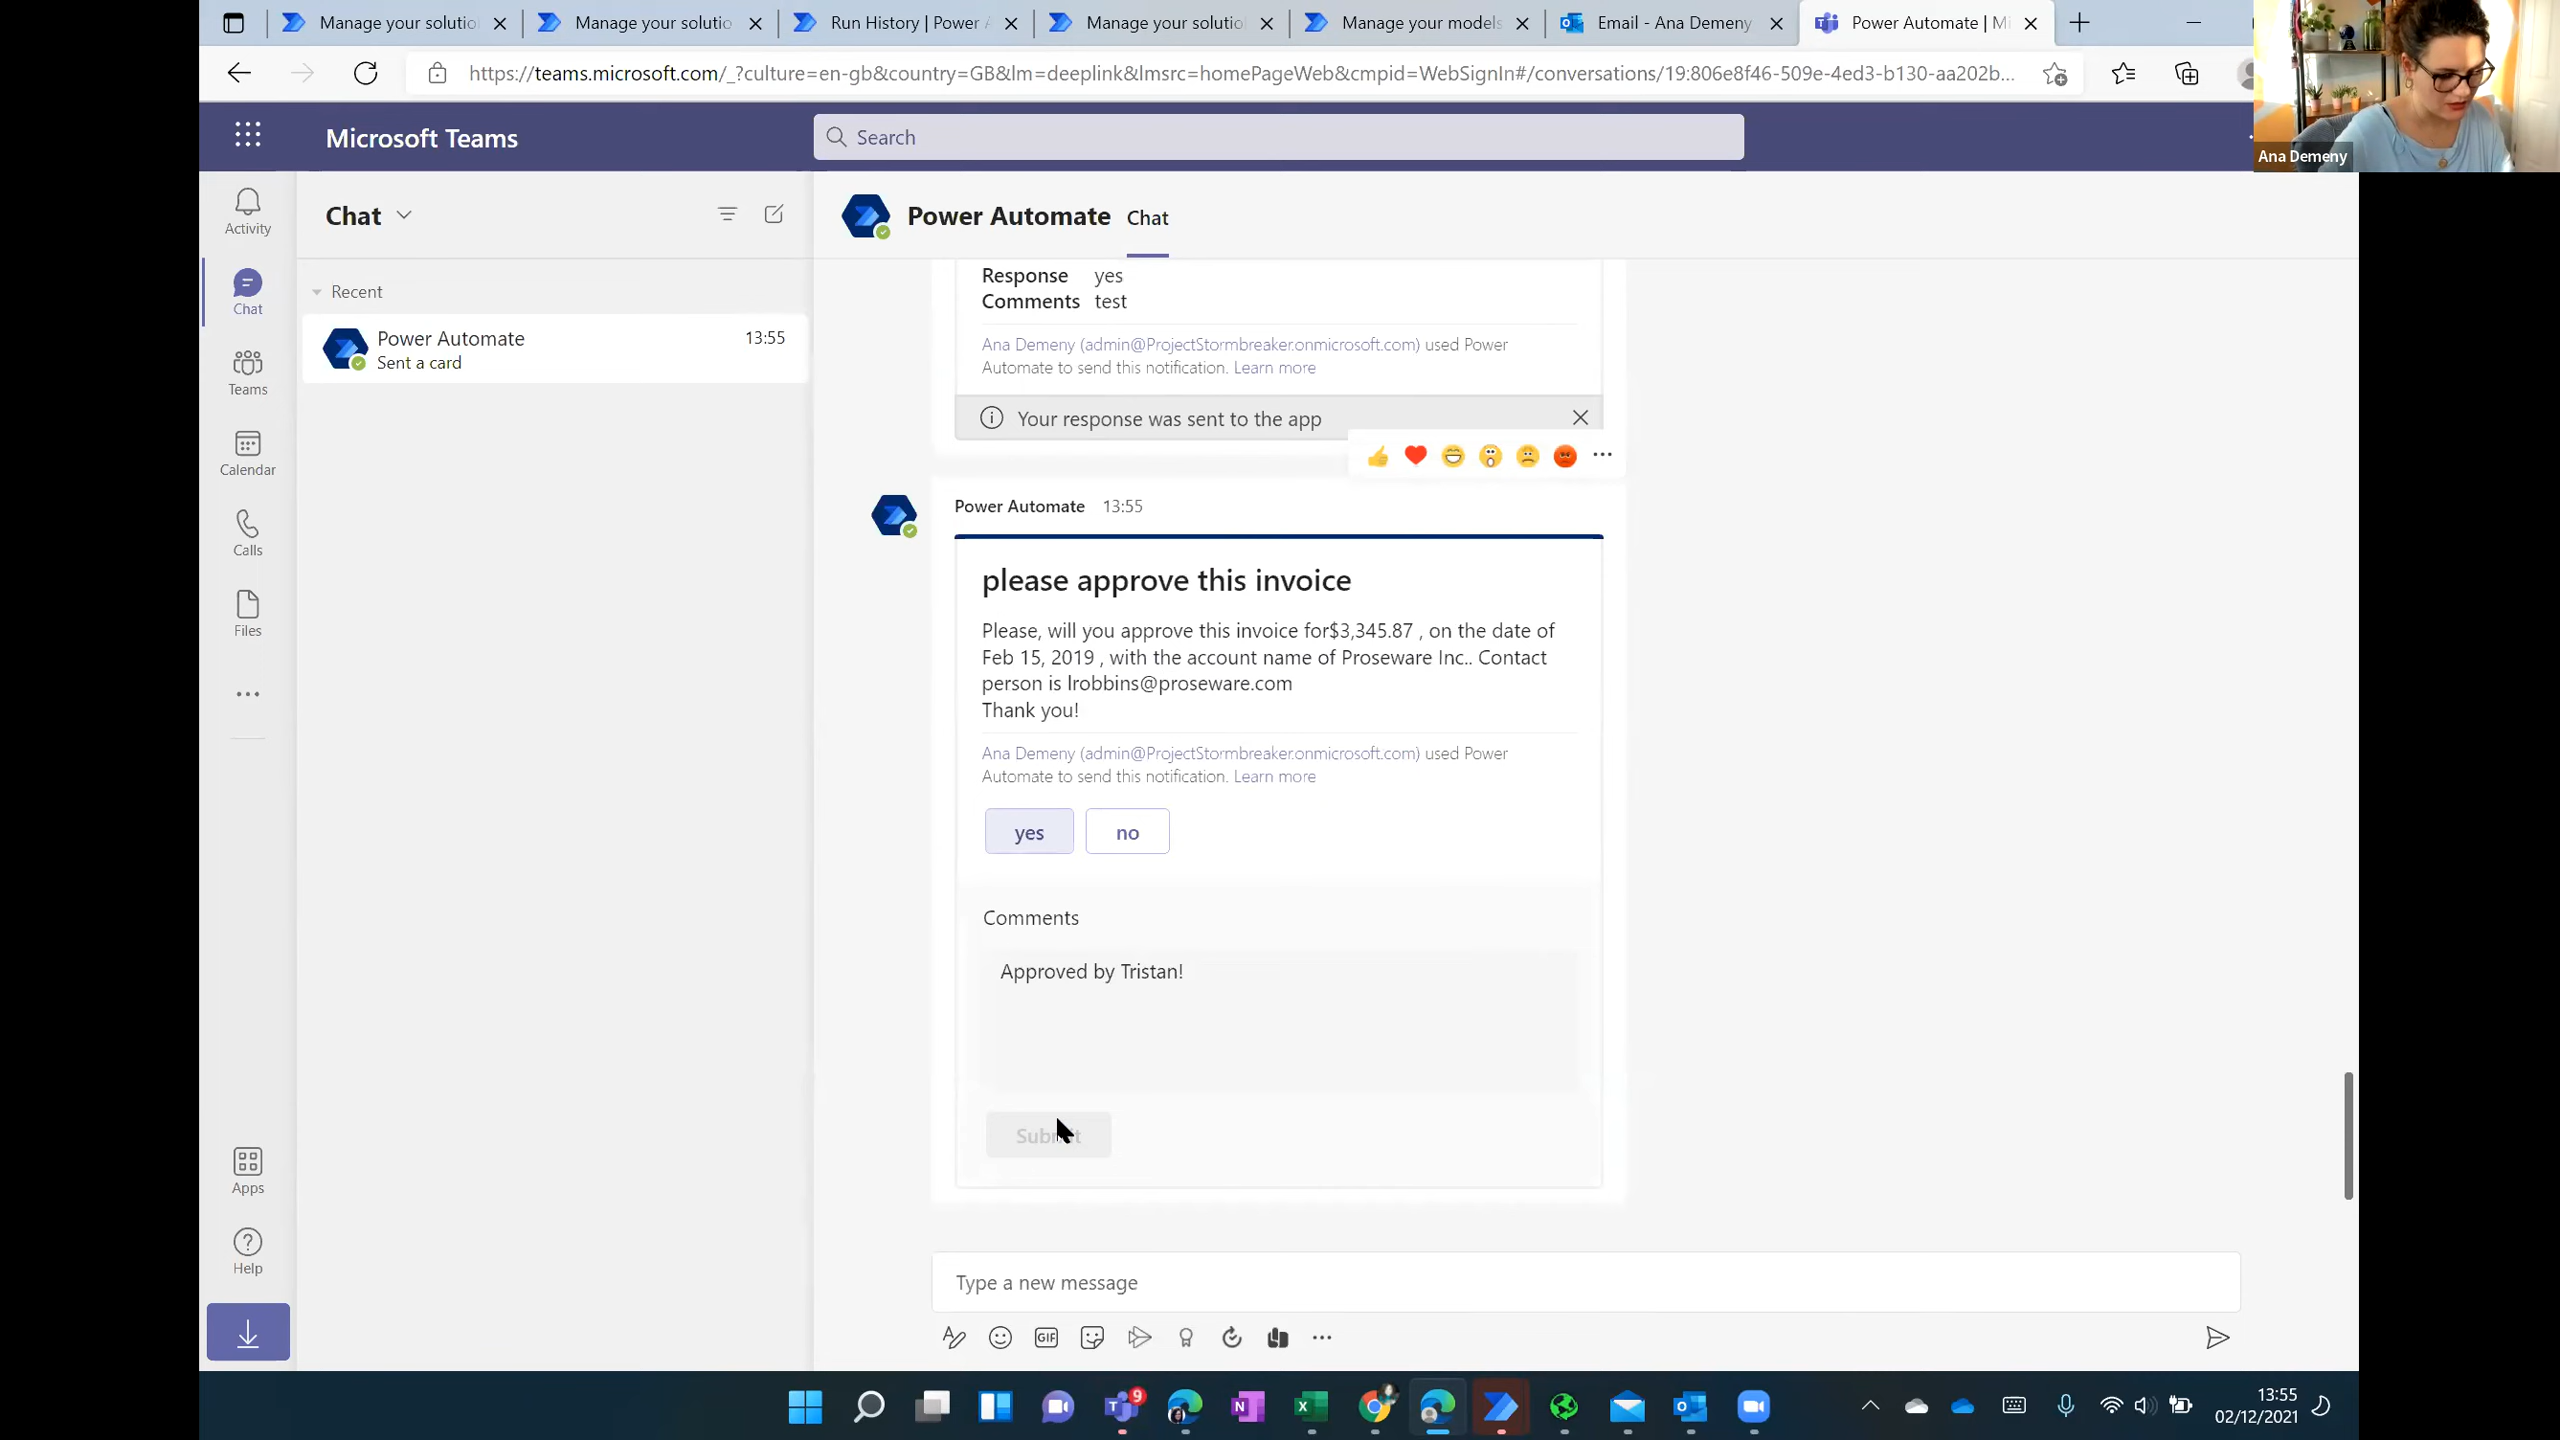 Manage your solutio
Manage your solutio
Run History | Power A
Manage your solutio
Manage your models
Email - Ana Demeny
Power Automate | Mi
https://teams.microsoft.com/_?culture=en-gb&country=GB&lm=deeplink&lmsrc=homePageWeb&cmpid=WebSignIn#/conversations/19:806e8f46-509e-4ed3-b130-aa202b...
Microsoft Teams
Search
Ana Demeny
Activity
Chat
Teams
Calendar
Calls
Files
Apps
Help
Chat
Recent
Power Automate 13:55
Sent a card
Power Automate Chat
Response yes
Comments test
Ana Demeny (admin@ProjectStormbreaker.onmicrosoft.com) used Power
Automate to send this notification. Learn more
Your response was sent to the app
Power Automate 13:55
please approve this invoice
Please, will you approve this invoice for$3,345.87 , on the date of
Feb 15, 2019 , with the account name of Proseware Inc.. Contact
person is lrobbins@proseware.com
Thank you!
Ana Demeny (admin@ProjectStormbreaker.onmicrosoft.com) used Power
Automate to send this notification. Learn more
yes no
Comments
Approved by Tristan!
Submit
Type a new message
GIF
9
13:55
02/12/2021